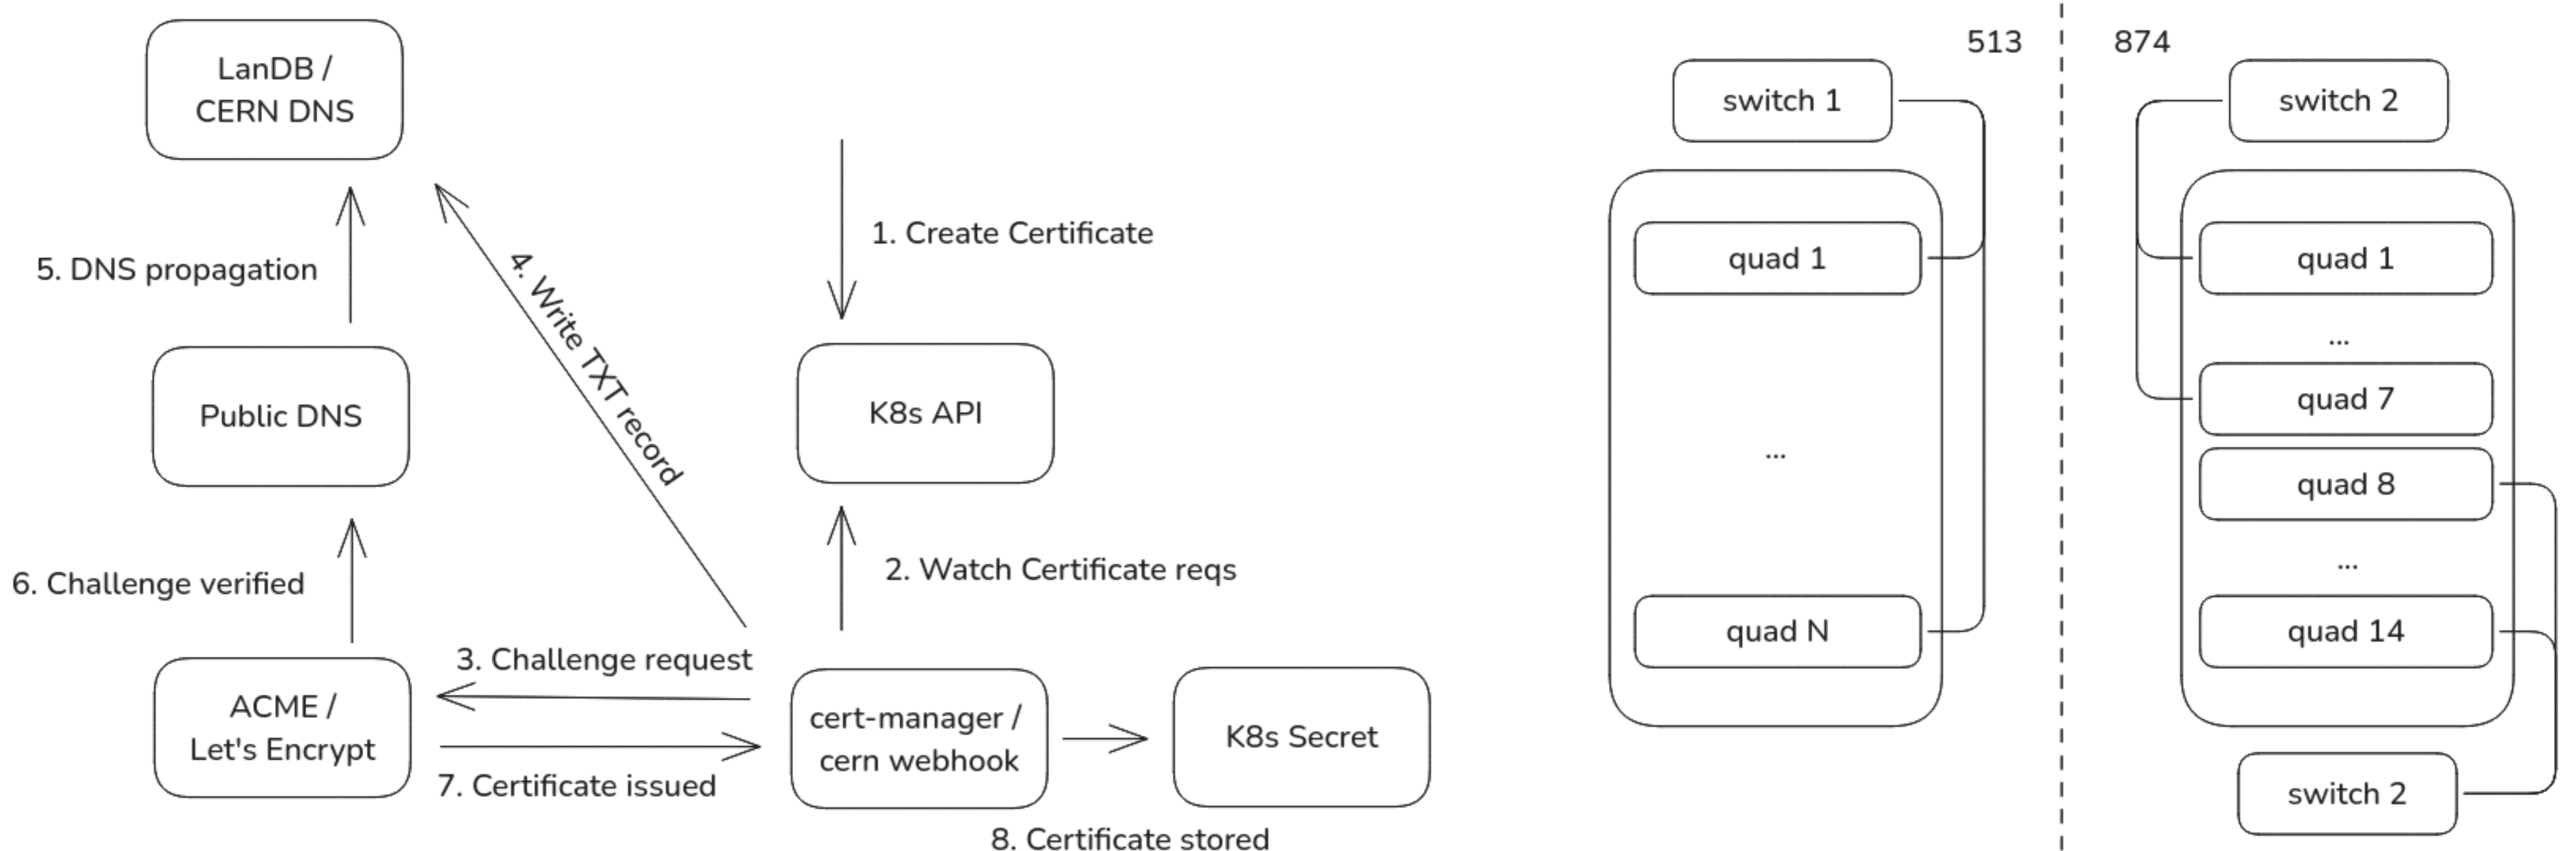 LanDB /
CERN DNS
1. Create Certificate
5. DNS propagation
4. Write TXT record
Public DNS
K8s API
6. Challenge verified
2. Watch Certificate reqs
3. Challenge request
ACME /
Let's Encrypt
cert-manager /
cern webhook
K8s Secret
7. Certificate issued
8. Certificate stored
513
switch 1
quad 1
...
quad N
874
switch 2
quad 1
...
quad 7
quad 8
...
quad 14
switch 2